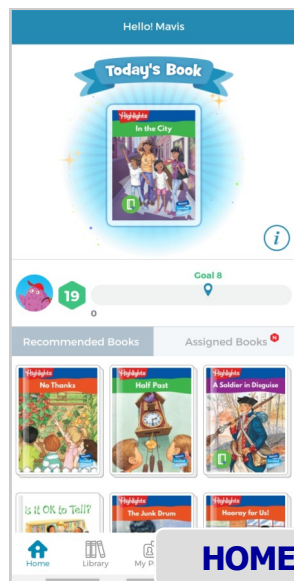 Hello! Mavis
Today's Book
Highlights
In the City
i
Goal 8
19
0
Recommended Books
Assigned Books N
Highlights
No Thanks
Highlights
Half Past
Highlights
A Soldier in Disguise
Is It OK to Tell?
Highlights
The Junk Drum
Highlights
Hooray for Us!
Home
Library
My P
HOME